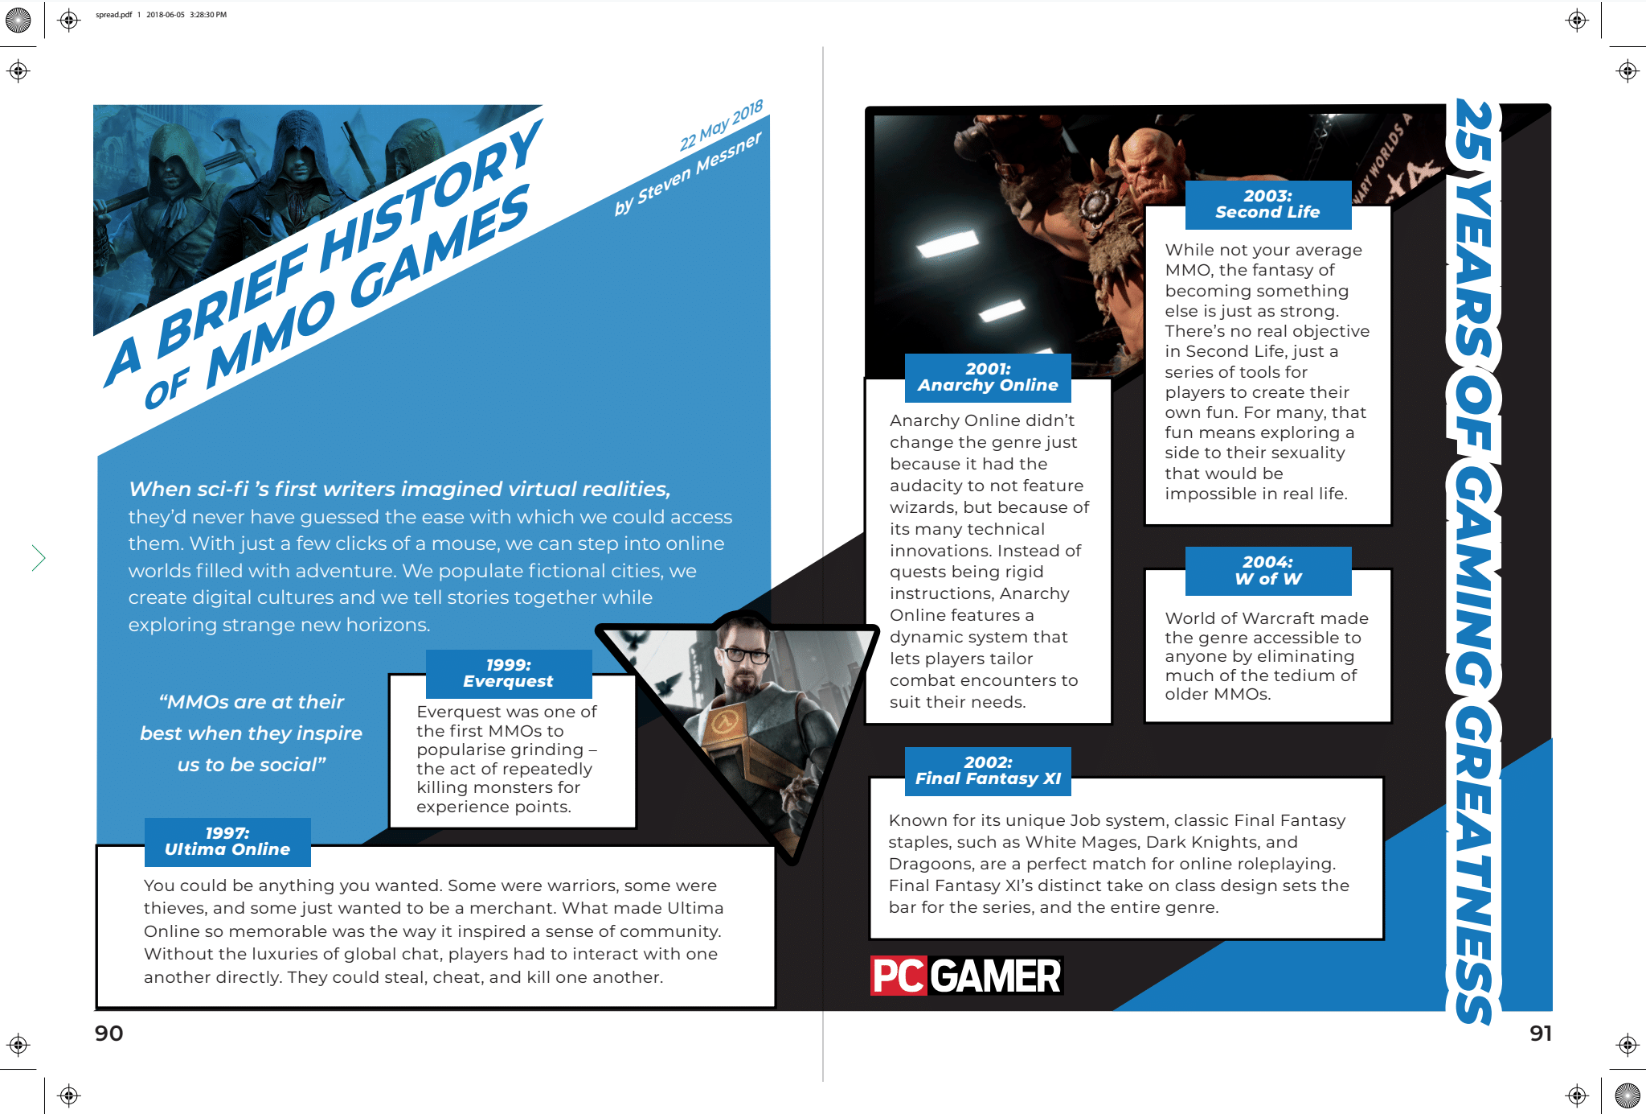 spread.pdf 1 2018-06-05 3:28:30 PM
A BRIEF HISTORY
OF MMO GAMES
22 May 2018
by Steven Messner
When sci-fi ’s first writers imagined virtual realities,
they’d never have guessed the ease with which we could access
them. With just a few clicks of a mouse, we can step into online
worlds filled with adventure. We populate fictional cities, we
create digital cultures and we tell stories together while
exploring strange new horizons.
“MMOs are at their
best when they inspire
us to be social”
1999:
Everquest
Everquest was one of
the first MMOs to
popularise grinding –
the act of repeatedly
killing monsters for
experience points.
1997:
Ultima Online
You could be anything you wanted. Some were warriors, some were
thieves, and some just wanted to be a merchant. What made Ultima
Online so memorable was the way it inspired a sense of community.
Without the luxuries of global chat, players had to interact with one
another directly. They could steal, cheat, and kill one another.
90
2001:
Anarchy Online
Anarchy Online didn’t
change the genre just
because it had the
audacity to not feature
wizards, but because of
its many technical
innovations. Instead of
quests being rigid
instructions, Anarchy
Online features a
dynamic system that
lets players tailor
combat encounters to
suit their needs.
2003:
Second Life
While not your average
MMO, the fantasy of
becoming something
else is just as strong.
There’s no real objective
in Second Life, just a
series of tools for
players to create their
own fun. For many, that
fun means exploring a
side to their sexuality
that would be
impossible in real life.
2004:
W of W
World of Warcraft made
the genre accessible to
anyone by eliminating
much of the tedium of
older MMOs.
2002:
Final Fantasy XI
Known for its unique Job system, classic Final Fantasy
staples, such as White Mages, Dark Knights, and
Dragoons, are a perfect match for online roleplaying.
Final Fantasy XI’s distinct take on class design sets the
bar for the series, and the entire genre.
PC GAMER
25 YEARS OF GAMING GREATNESS
WORLDS A
91